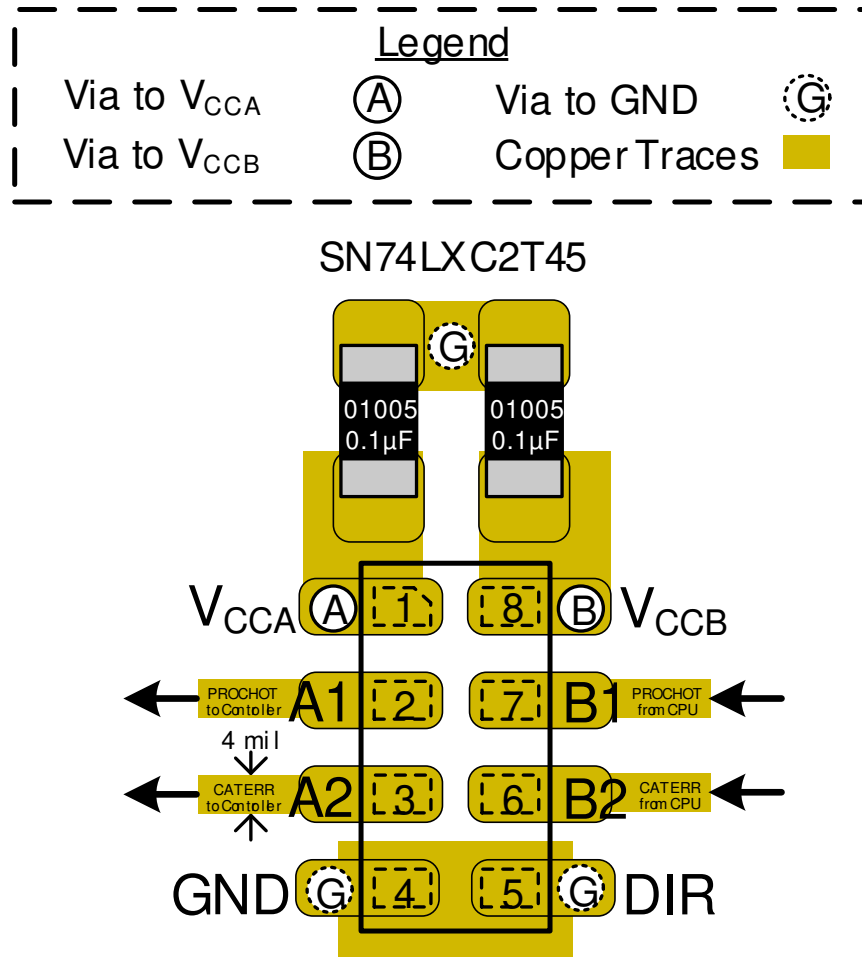 Legend
Via to VCCA A Via to GND G
Via to VCCB B Copper Traces
SN74LXC2T45
G
01005 01005
0.1µF 0.1µF
VCCA A 1 8 B VCCB
PROCHOT A1 2 7 B1 PROCHOT
to Contoller from CPU
4 mil
CATERR A2 3 6 B2 CATERR
to Contoller from CPU
GND G 4 5 G DIR